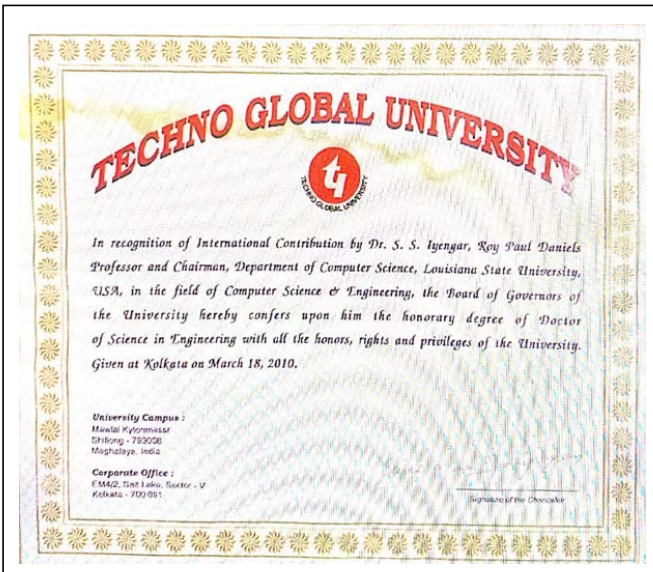 TECHNO GLOBAL UNIVERSITY
TECHNO GLOBAL UNIVERSITY
In recognition of International Contribution by Dr. S. S. Iyengar, Roy Paul Daniels
Professor and Chairman, Department of Computer Science, Louisiana State University,
USA, in the field of Computer Science & Engineering, the Board of Governors of
the University hereby confers upon him the honorary degree of Doctor
of Science in Engineering with all the honors, rights and privileges of the University.
Given at Kolkata on March 18, 2010.
University Campus :
Mawlai
Shillong - 793008
Meghalaya, India
Corporate Office :
EM4/2, Salt Lake, Sector - V
Kolkata - 700 091
Signature of the Chancellor